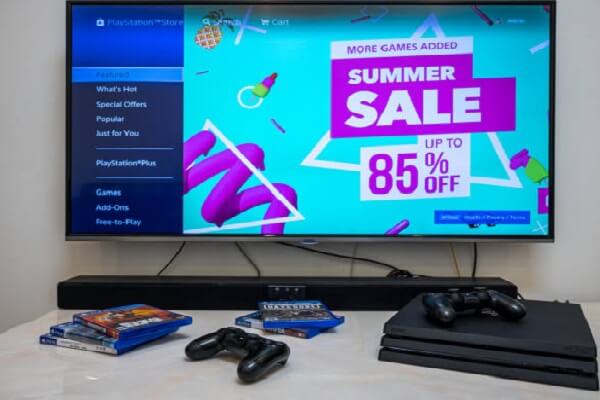 PlayStation™Store
Search
Cart
Featured
What's Hot
Special Offers
Popular
Just for You
PlayStation®Plus
Games
Add-Ons
Free-to-Play
MORE GAMES ADDED
SUMMER
SALE
UP TO
85% OFF